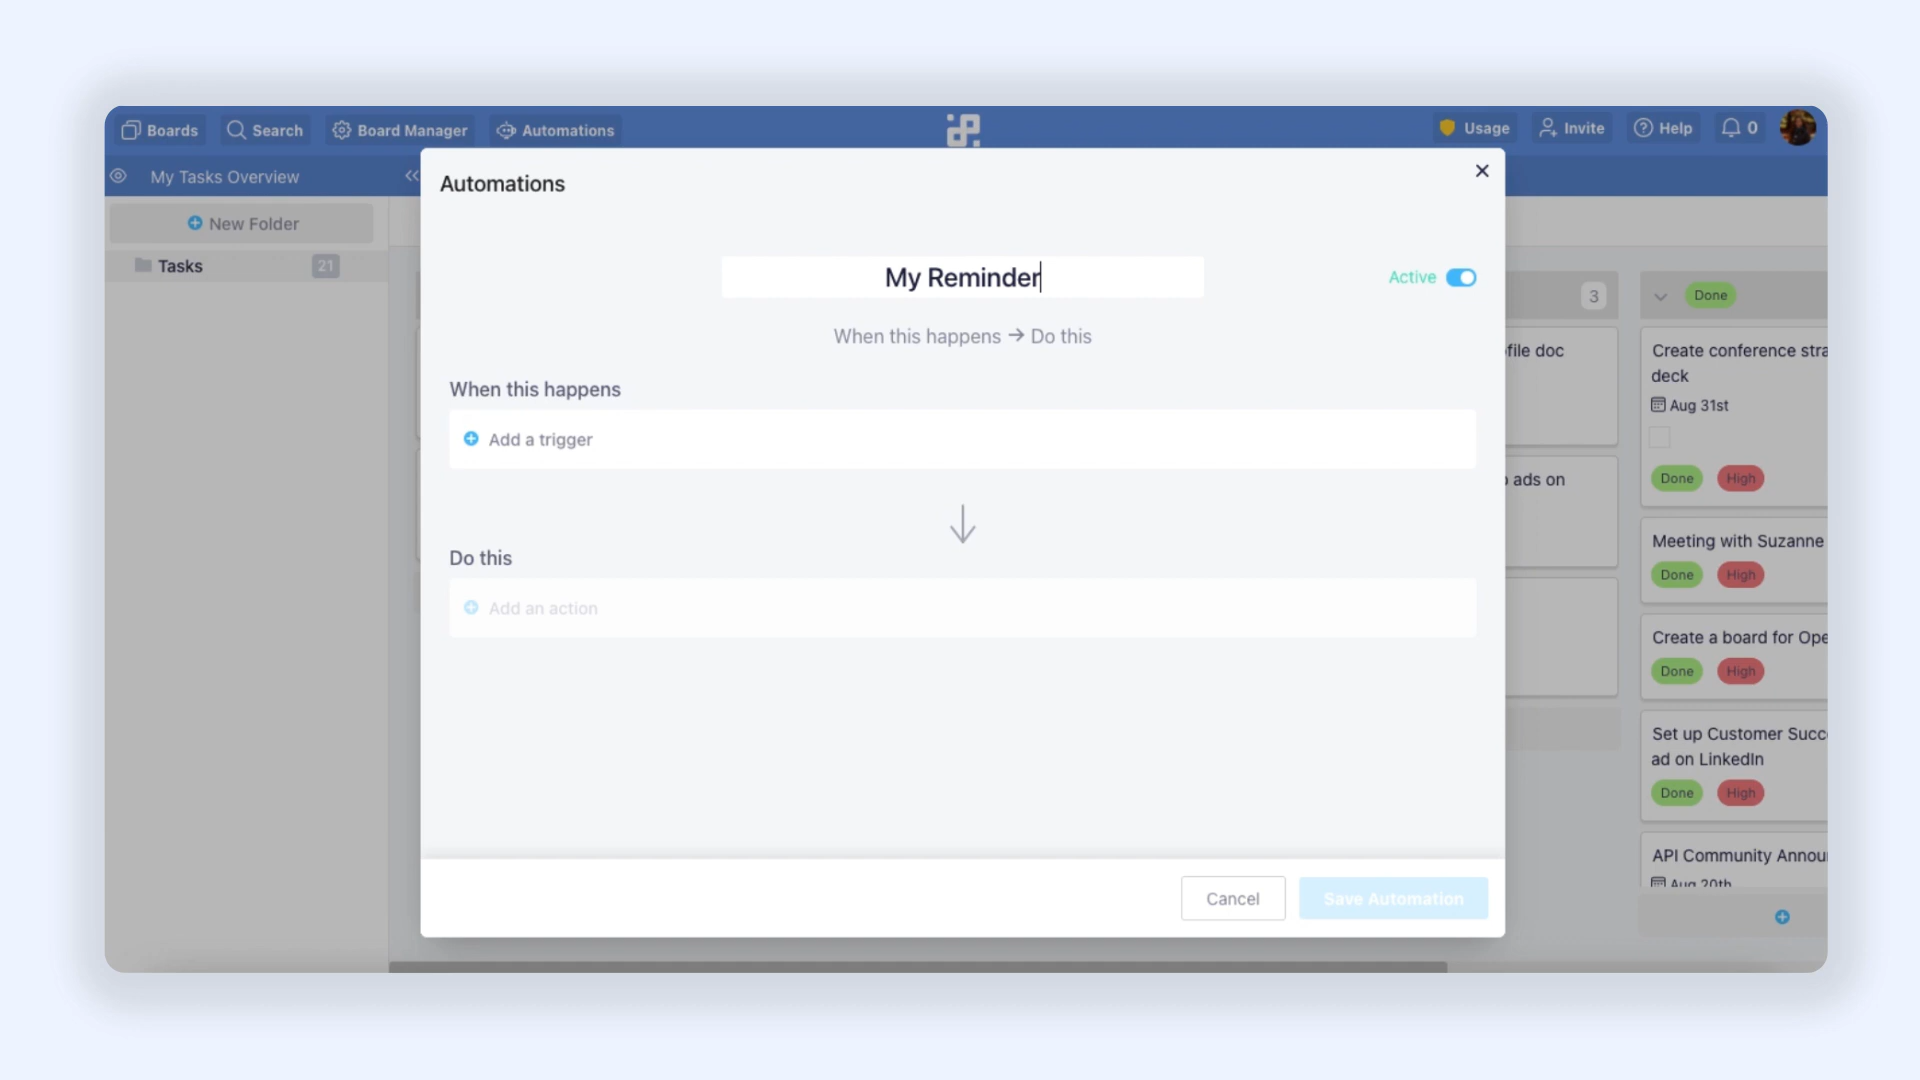 Boards
Search
Board Manager
Automations
Usage
Invite
Help
0
My Tasks Overview
New Folder
Tasks
21
Automations
My Reminder
Active
When this happens → Do this
When this happens
Add a trigger
Do this
Add an action
Cancel
Save Automation
3
file doc
ads on
Done
Create conference stra
deck
Aug 31st
Done
High
Meeting with Suzanne
Done
High
Create a board for Ope
Done
High
Set up Customer Succ
ad on LinkedIn
Done
High
API Community Annou
Aug 20th